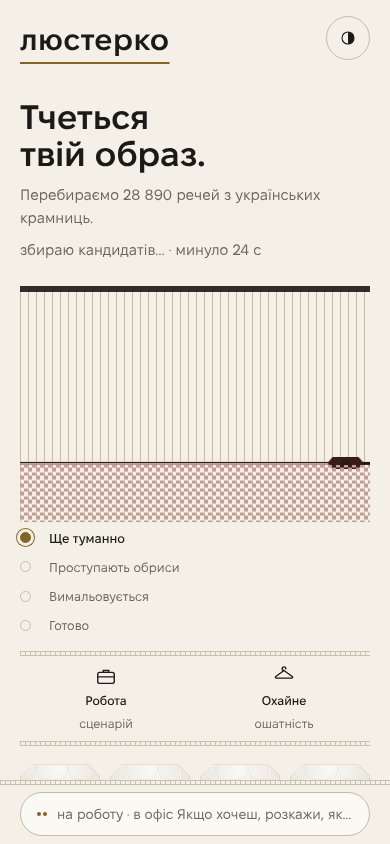 люстерко
Тчеться
твій образ.
Перебираємо 28 890 речей з українських
крамниць.
збираю кандидатів... · минуло 24 с
Ще туманно
Проступають обриси
Вимальовується
Готово
Робота
Охайне
сценарій
ошатність
на роботу · в офіс Якщо хочеш, розкажи, як...